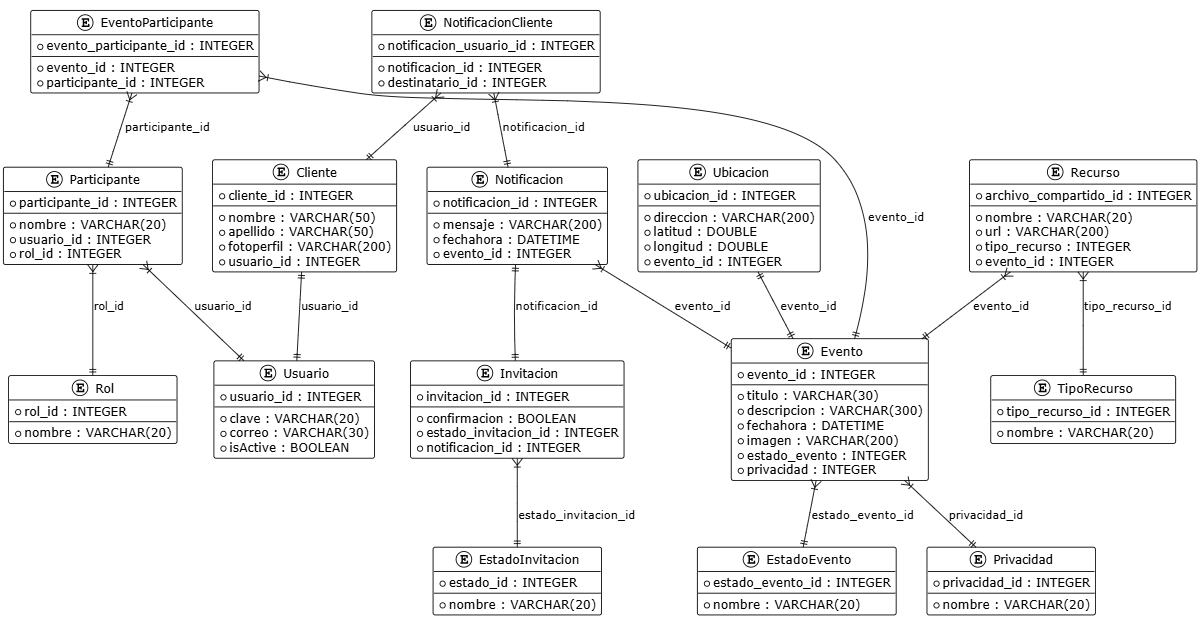 E EventoParticipante
evento_participante_id : INTEGER
evento_id : INTEGER
participante_id : INTEGER
E NotificacionCliente
notificacion_usuario_id : INTEGER
notificacion_id : INTEGER
destinatario_id : INTEGER
participante_id
usuario_id
notificacion_id
evento_id
E Participante
participante_id : INTEGER
nombre : VARCHAR(20)
usuario_id : INTEGER
rol_id : INTEGER
E Cliente
cliente_id : INTEGER
nombre : VARCHAR(50)
apellido : VARCHAR(50)
fotoperfil : VARCHAR(200)
usuario_id : INTEGER
E Notificacion
notificacion_id : INTEGER
mensaje : VARCHAR(200)
fechahora : DATETIME
evento_id : INTEGER
E Ubicacion
ubicacion_id : INTEGER
direccion : VARCHAR(200)
latitud : DOUBLE
longitud : DOUBLE
evento_id : INTEGER
E Recurso
archivo_compartido_id : INTEGER
nombre : VARCHAR(20)
url : VARCHAR(200)
tipo_recurso : INTEGER
evento_id : INTEGER
rol_id
usuario_id
usuario_id
notificacion_id
evento_id
evento_id
evento_id
tipo_recurso_id
E Rol
rol_id : INTEGER
nombre : VARCHAR(20)
E Usuario
usuario_id : INTEGER
clave : VARCHAR(20)
correo : VARCHAR(30)
isActive : BOOLEAN
E Invitacion
invitacion_id : INTEGER
confirmacion : BOOLEAN
estado_invitacion_id : INTEGER
notificacion_id : INTEGER
E Evento
evento_id : INTEGER
titulo : VARCHAR(30)
descripcion : VARCHAR(300)
fechahora : DATETIME
imagen : VARCHAR(200)
estado_evento : INTEGER
privacidad : INTEGER
E TipoRecurso
tipo_recurso_id : INTEGER
nombre : VARCHAR(20)
estado_invitacion_id
estado_evento_id
privacidad_id
E EstadoInvitacion
estado_id : INTEGER
nombre : VARCHAR(20)
E EstadoEvento
estado_evento_id : INTEGER
nombre : VARCHAR(20)
E Privacidad
privacidad_id : INTEGER
nombre : VARCHAR(20)